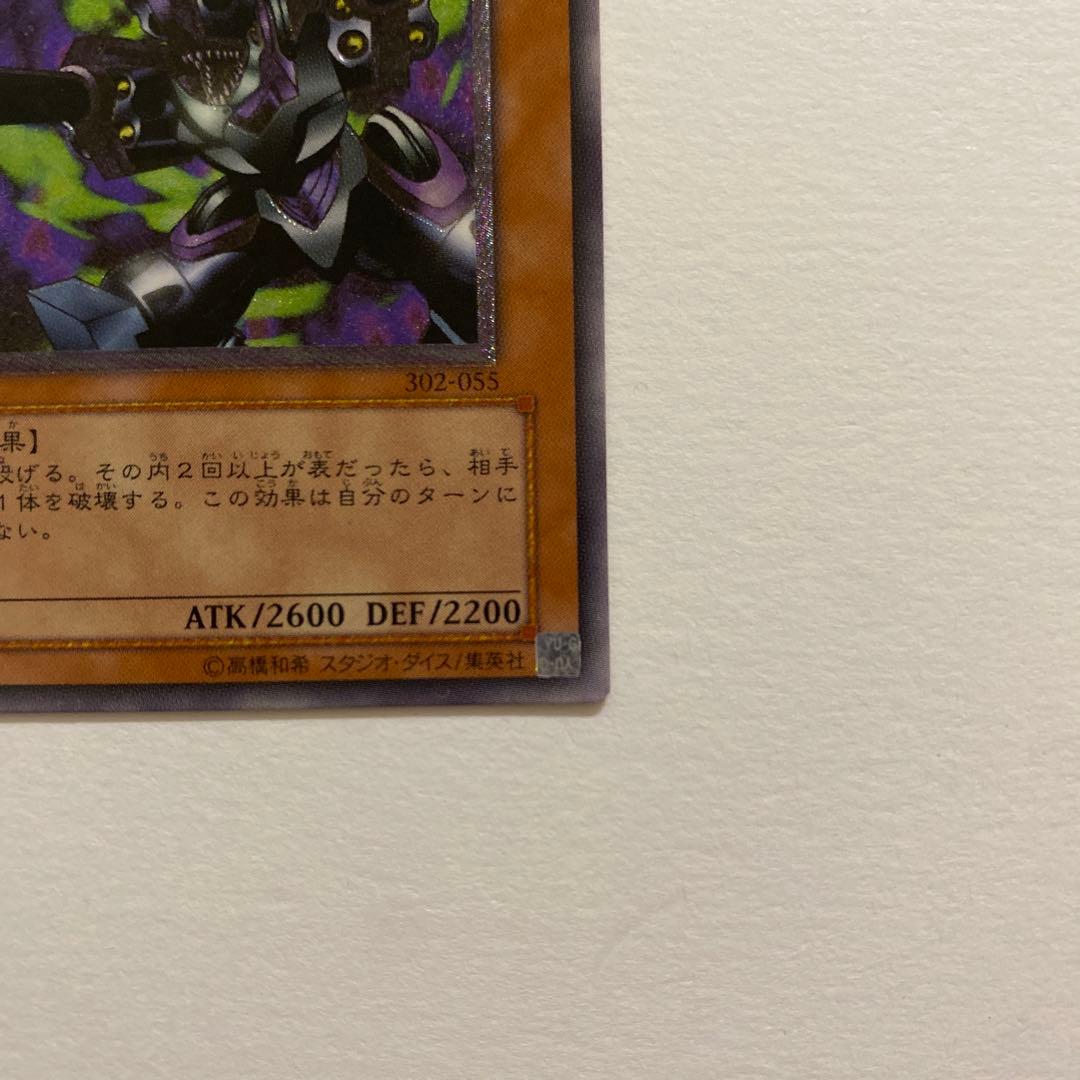 302-055
果】
投げる。その内2回以上が表だったら、相手
1体を破壊する。この効果は自分のターンに
ない。
ATK/2600 DEF/2200
©高橋和希 スタジオ・ダイス/集英社